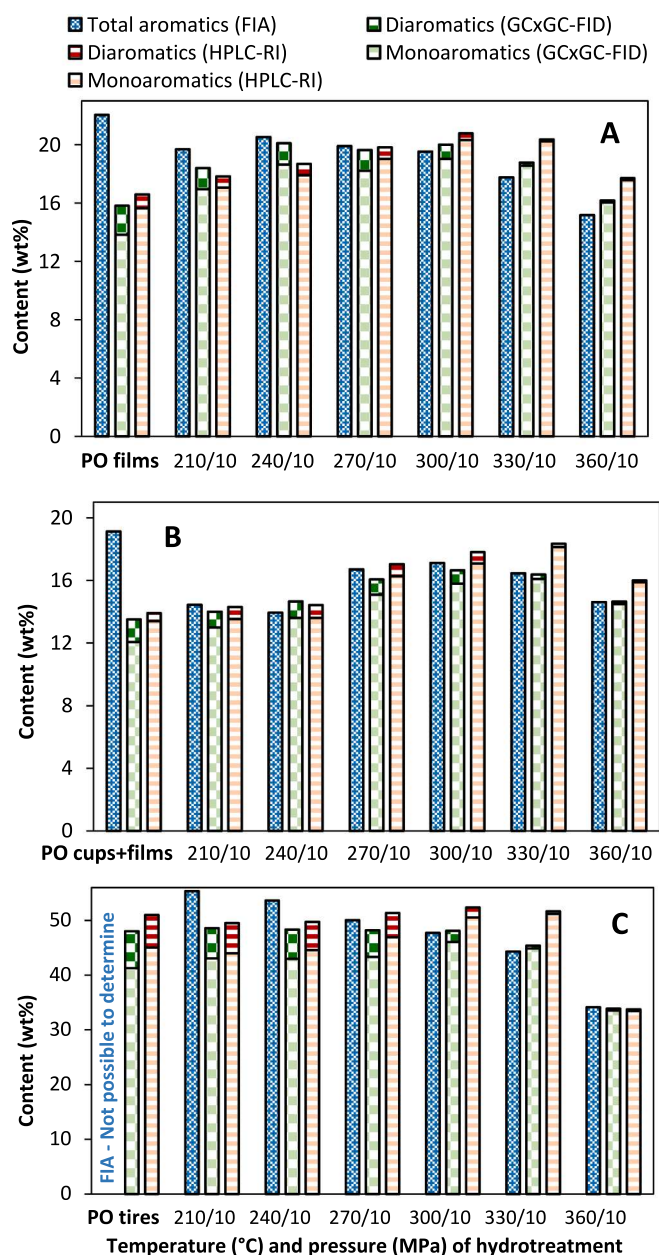 Total aromatics (FIA) Diaromatics (GCxGC-FID)
Diaromatics (HPLC-RI) Monoaromatics (GCxGC-FID)
Monoaromatics (HPLC-RI)
A
20
16
12
8
4
0
Content (wt%)
PO films 210/10 240/10 270/10 300/10 330/10 360/10
B
20
16
12
8
4
0
Content (wt%)
PO cups+films 210/10 240/10 270/10 300/10 330/10 360/10
C
50
40
30
20
10
0
Content (wt%)
FIA - Not possible to determine
PO tires 210/10 240/10 270/10 300/10 330/10 360/10
Temperature (°C) and pressure (MPa) of hydrotreatment